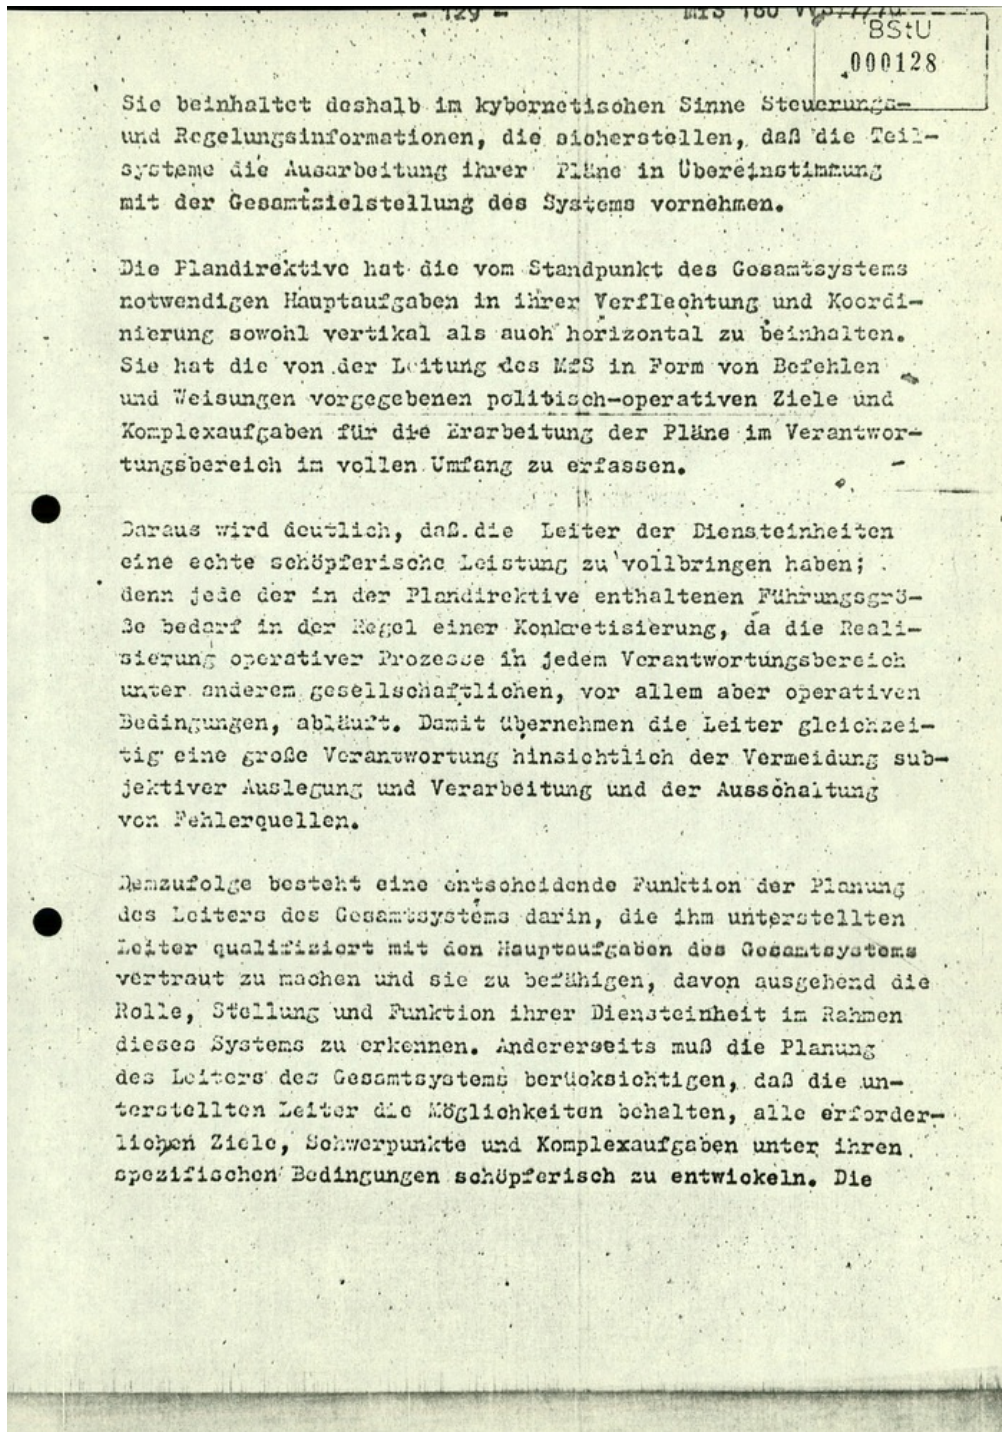 - 129 -
MfS 160
BStU
000128
Sie beinhaltet deshalb im kybernetischen Sinne Steuerungs-
und Regelungsinformationen, die sicherstellen, daß die Teil-
systeme die Ausarbeitung ihrer Pläne in Übereinstimmung
mit der Gesamtzielstellung des Systems vornehmen.
Die Plandirektive hat die vom Standpunkt des Gesamtsystems
notwendigen Hauptaufgaben in ihrer Verflechtung und Koordi-
nierung sowohl vertikal als auch horizontal zu beinhalten.
Sie hat die von der Leitung des MfS in Form von Befehlen
und Weisungen vorgegebenen politisch-operativen Ziele und
Komplexaufgaben für die Erarbeitung der Pläne im Verantwor-
tungsbereich im vollen Umfang zu erfassen.
Daraus wird deutlich, daß die Leiter der Diensteinheiten
eine echte schöpferische Leistung zu vollbringen haben;
denn jede der in der Plandirektive enthaltenen Führungsgrö-
ße bedarf in der Regel einer Konkretisierung, da die Reali-
sierung operativer Prozesse in jedem Verantwortungsbereich
unter anderem gesellschaftlichen, vor allem aber operativen
Bedingungen, abläuft. Damit übernehmen die Leiter gleichzei-
tig eine große Verantwortung hinsichtlich der Vermeidung sub-
jektiver Auslegung und Verarbeitung und der Ausschaltung
von Fehlerquellen.
Demzufolge besteht eine entscheidende Funktion der Planung
des Leiters des Gesamtsystems darin, die ihm unterstellten
Leiter qualifiziert mit den Hauptaufgaben des Gesamtsystems
vertraut zu machen und sie zu befähigen, davon ausgehend die
Rolle, Stellung und Funktion ihrer Diensteinheit im Rahmen
dieses Systems zu erkennen. Andererseits muß die Planung
des Leiters des Gesamtsystems berücksichtigen, daß die un-
terstellten Leiter die Möglichkeiten behalten, alle erforder-
lichen Ziele, Schwerpunkte und Komplexaufgaben unter ihren
spezifischen Bedingungen schöpferisch zu entwickeln. Die